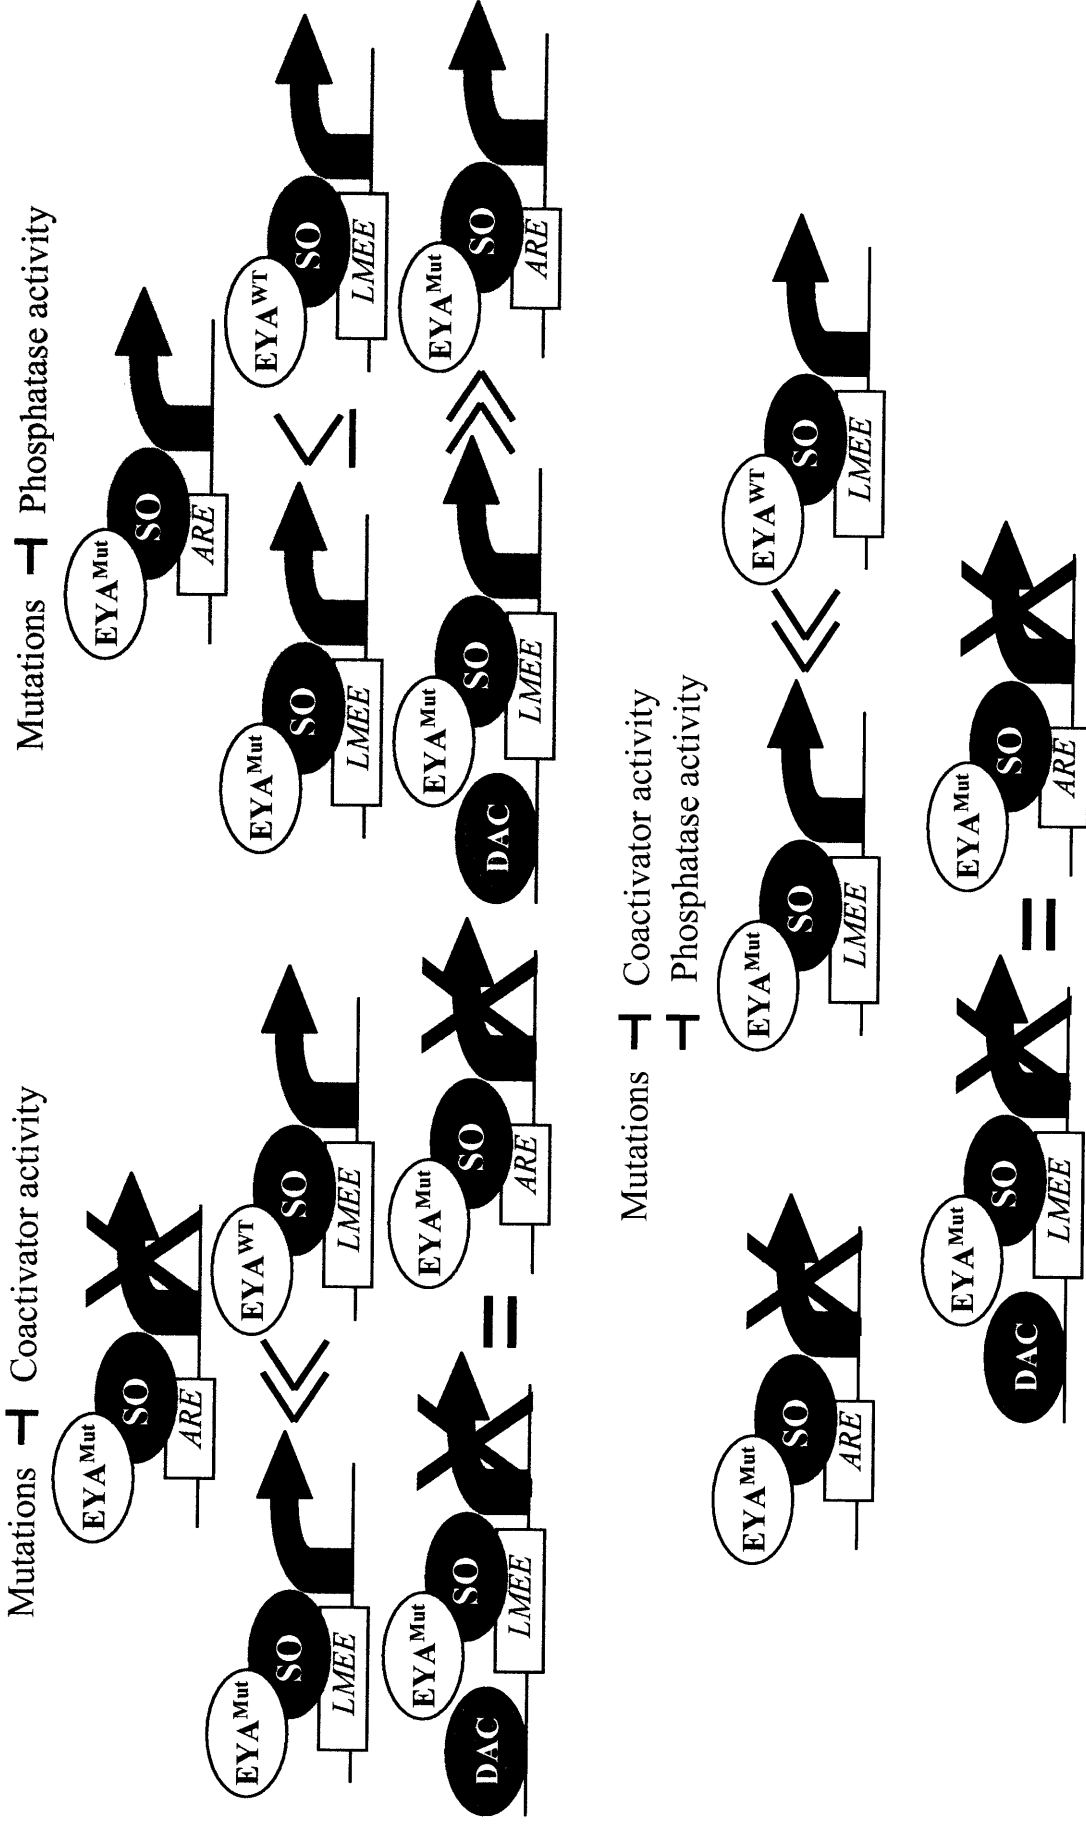 Mutations ⊣ Coactivator activity
EYA^Mut
SO
ARE
EYA^Mut
SO
LMEE
<<
EYA^WT
SO
LMEE
DAC
EYA^Mut
SO
LMEE
=
EYA^Mut
SO
ARE
Mutations ⊣ Phosphatase activity
EYA^Mut
SO
ARE
EYA^Mut
SO
LMEE
≤
EYA^WT
SO
LMEE
DAC
EYA^Mut
SO
LMEE
>>
EYA^Mut
SO
ARE
Mutations ⊣ Coactivator activity
⊣ Phosphatase activity
EYA^Mut
SO
ARE
EYA^Mut
SO
LMEE
<<
EYA^WT
SO
LMEE
DAC
EYA^Mut
SO
LMEE
=
EYA^Mut
SO
ARE